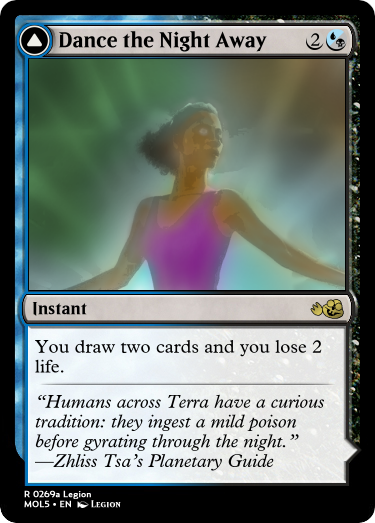 Dance the Night Away 2
Instant
You draw two cards and you lose 2
life.
“Humans across Terra have a curious
tradition: they ingest a mild poison
before gyrating through the night.”
—Zhliss Tsa’s Planetary Guide
R 0269a Legion
MOL5 • EN Legion